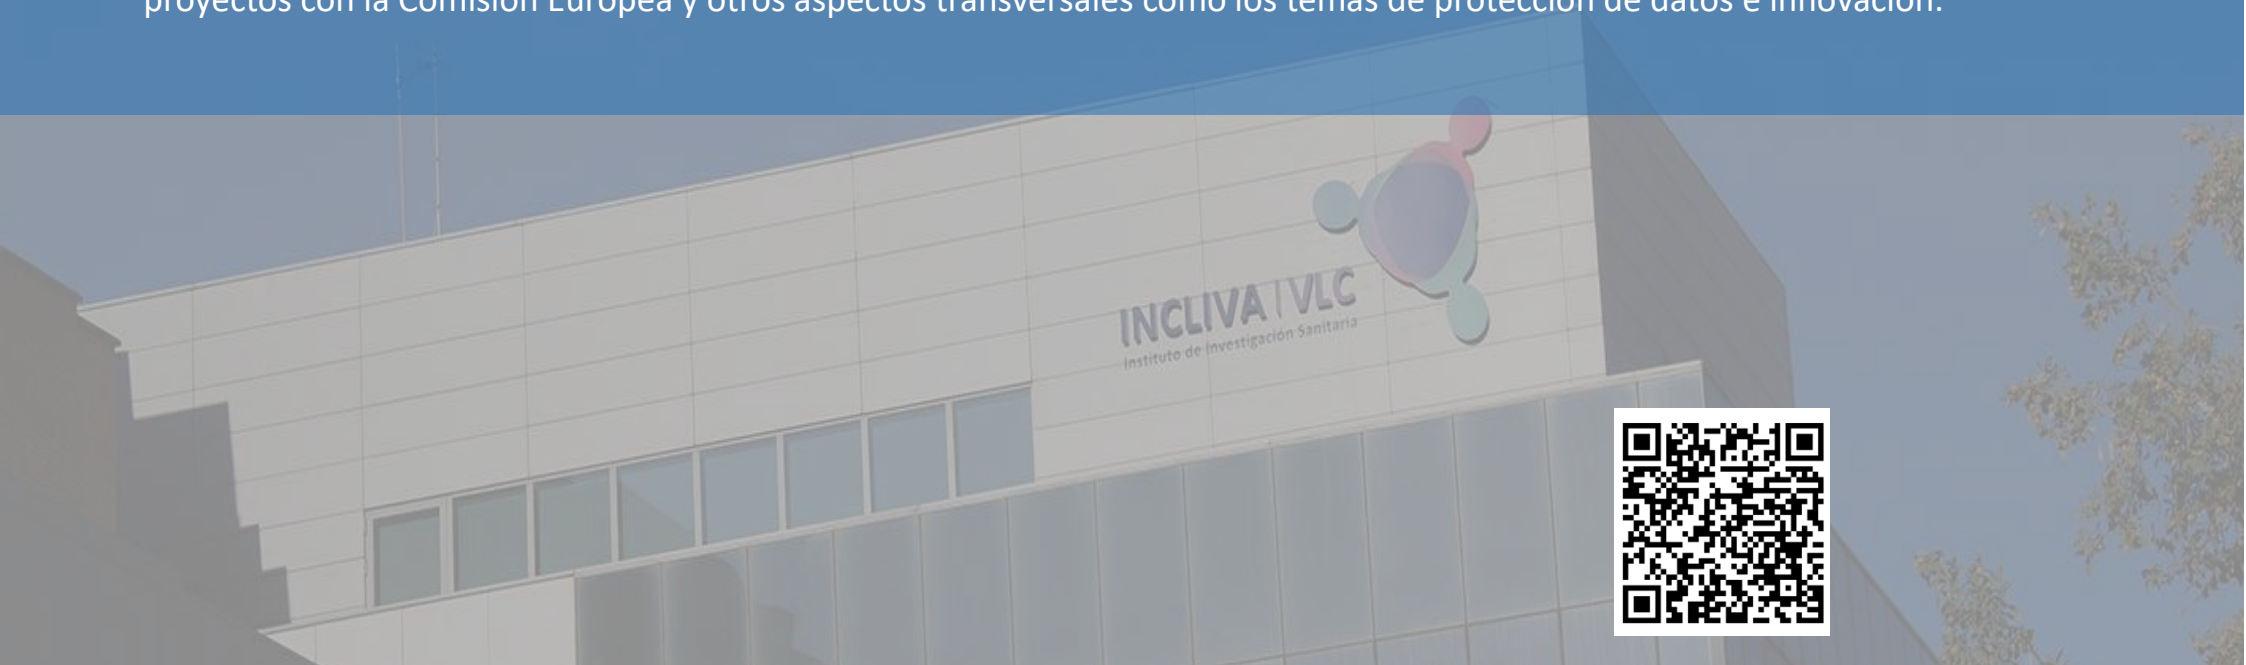 proyectos con la Comisión Europea y otros aspectos transversales como los temas de protección de datos e innovación.
INCLIVA | VLC
Instituto de Investigación Sanitaria